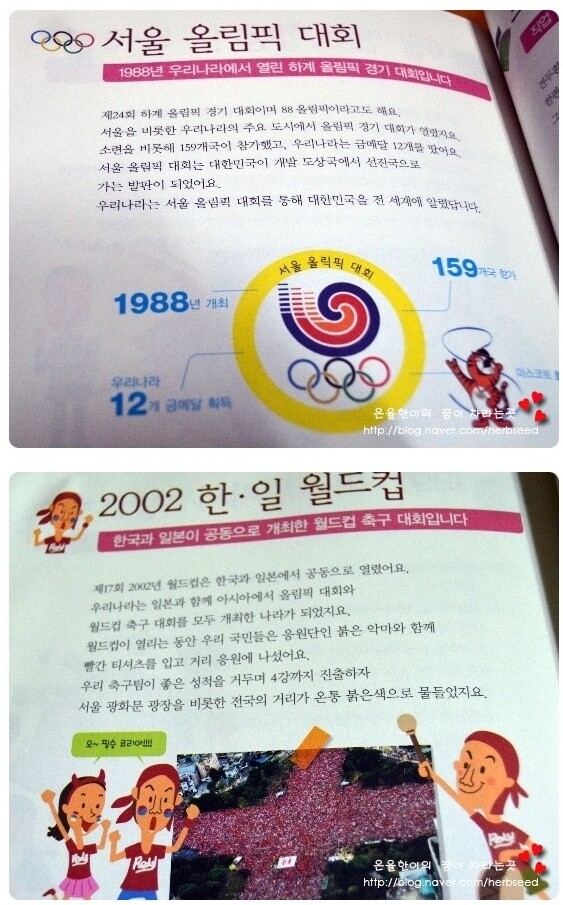 서울 올림픽 대회
1988년 우리나라에서 열린 하계 올림픽 경기 대회입니다
제24회 하계 올림픽 경기 대회이며 88 올림픽이라고도 해요.
서울을 비롯한 우리나라의 주요 도시에서 올림픽 경기 대회가 열렸지요.
소련을 비롯해 159개국이 참가했고, 우리나라는 금메달 12개를 땄어요.
서울 올림픽 대회는 대한민국이 개발 도상국에서 선진국으로
가는 발판이 되었어요.
우리나라는 서울 올림픽 대회를 통해 대한민국을 전 세계에 알렸답니다.
서울 올림픽 대회
159개국 참가
1988년 개최
우리나라
12개 금메달 획득
마스코트
은율한이의 꿈이 자라는곳
http://blog.naver.com/herbseed
직업
2002 한·일 월드컵
한국과 일본이 공동으로 개최한 월드컵 축구 대회입니다
제17회 2002년 월드컵은 한국과 일본에서 공동으로 열렸어요.
우리나라는 일본과 함께 아시아에서 올림픽 대회와
월드컵 축구 대회를 모두 개최한 나라가 되었지요.
월드컵이 열리는 동안 우리 국민들은 응원단인 붉은 악마와 함께
빨간 티셔츠를 입고 거리 응원에 나섰어요.
우리 축구팀이 좋은 성적을 거두며 4강까지 진출하자
서울 광화문 광장을 비롯한 전국의 거리가 온통 붉은색으로 물들었지요.
오~ 필승 코리아!!!!
은율한이의 꿈이 자라는곳
http://blog.naver.com/herbseed